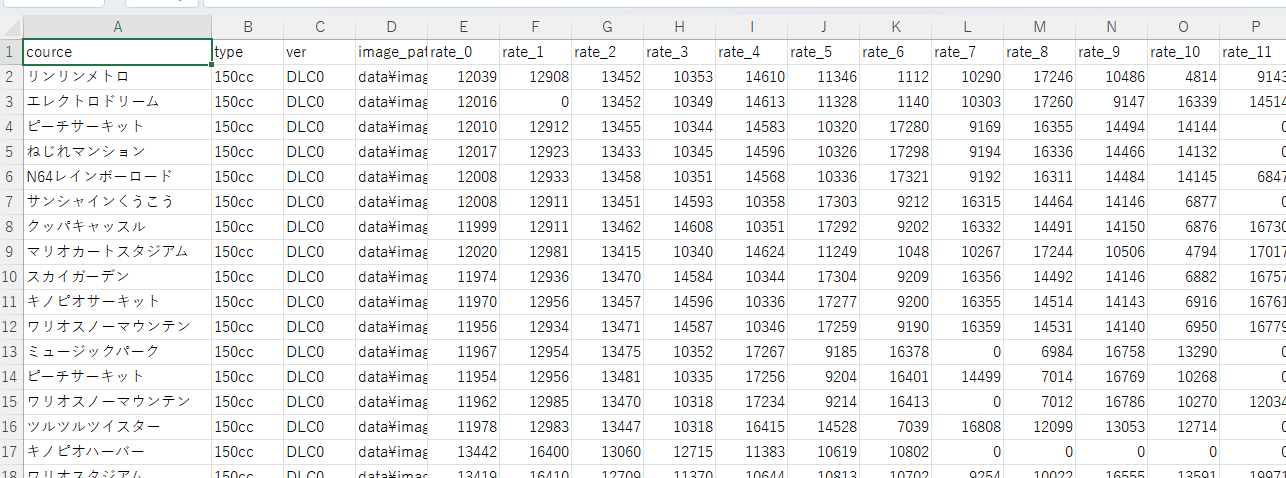 A B C D E F G H I J K L M N O P
1 cource type ver image_pat rate_0 rate_1 rate_2 rate_3 rate_4 rate_5 rate_6 rate_7 rate_8 rate_9 rate_10 rate_11
2 リンリンメトロ 150cc DLC0 data¥imag 12039 12908 13452 10353 14610 11346 1112 10290 17246 10486 4814 9143
3 エレクトロドリーム 150cc DLC0 data¥imag 12016 0 13452 10349 14613 11328 1140 10303 17260 9147 16339 14514
4 ピーチサーキット 150cc DLC0 data¥imag 12010 12912 13455 10344 14583 10320 17280 9169 16355 14494 14144 0
5 ねじれマンション 150cc DLC0 data¥imag 12017 12923 13433 10345 14596 10326 17298 9194 16336 14466 14132 0
6 N64レインボーロード 150cc DLC0 data¥imag 12008 12933 13458 10351 14568 10336 17321 9192 16311 14484 14145 6847
7 サンシャインくうこう 150cc DLC0 data¥imag 12008 12911 13451 14593 10358 17303 9212 16315 14464 14146 6877 0
8 クッパキャッスル 150cc DLC0 data¥imag 11999 12911 13462 14608 10351 17292 9202 16332 14491 14150 6876 16730
9 マリオカートスタジアム 150cc DLC0 data¥imag 12020 12981 13415 10340 14624 11249 1048 10267 17244 10506 4794 17017
10 スカイガーデン 150cc DLC0 data¥imag 11974 12936 13470 14584 10344 17304 9209 16356 14492 14146 6882 16757
11 キノピオサーキット 150cc DLC0 data¥imag 11970 12956 13457 14596 10336 17277 9200 16355 14514 14143 6916 16761
12 ワリオスノーマウンテン 150cc DLC0 data¥imag 11956 12934 13471 14587 10346 17259 9190 16359 14531 14140 6950 16779
13 ミュージックパーク 150cc DLC0 data¥imag 11967 12954 13475 10352 17267 9185 16378 0 6984 16758 13290 0
14 ピーチサーキット 150cc DLC0 data¥imag 11954 12956 13481 10335 17256 9204 16401 14499 7014 16769 10268 0
15 ワリオスノーマウンテン 150cc DLC0 data¥imag 11962 12985 13470 10318 17234 9214 16413 0 7012 16786 10270 12034
16 ツルツルツイスター 150cc DLC0 data¥imag 11978 12983 13447 10318 16415 14528 7039 16808 12099 13053 12714 0
17 キノピオハーバー 150cc DLC0 data¥imag 13442 16400 13060 12715 11383 10619 10802 0 0 0 0 0
18 ワリオスタジアム 150cc DLC0 data¥imag 13419 16410 12709 11370 10644 10813 10702 9254 10022 16555 13591 19971